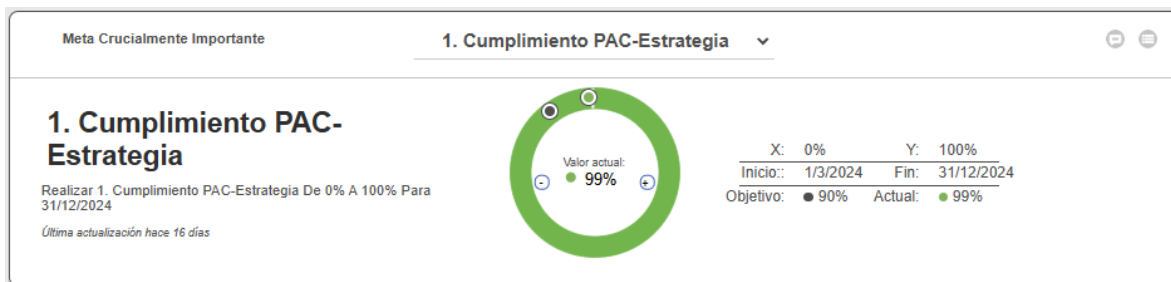 Meta Crucialmente Importante
1. Cumplimiento PAC-Estrategia
1. Cumplimiento PAC-
Estrategia
Realizar 1. Cumplimiento PAC-Estrategia De 0% A 100% Para
31/12/2024
Última actualización hace 16 días
Valor actual:
99%
- +
X: 0% Y: 100%
Inicio:: 1/3/2024 Fin: 31/12/2024
Objetivo: 90% Actual: 99%